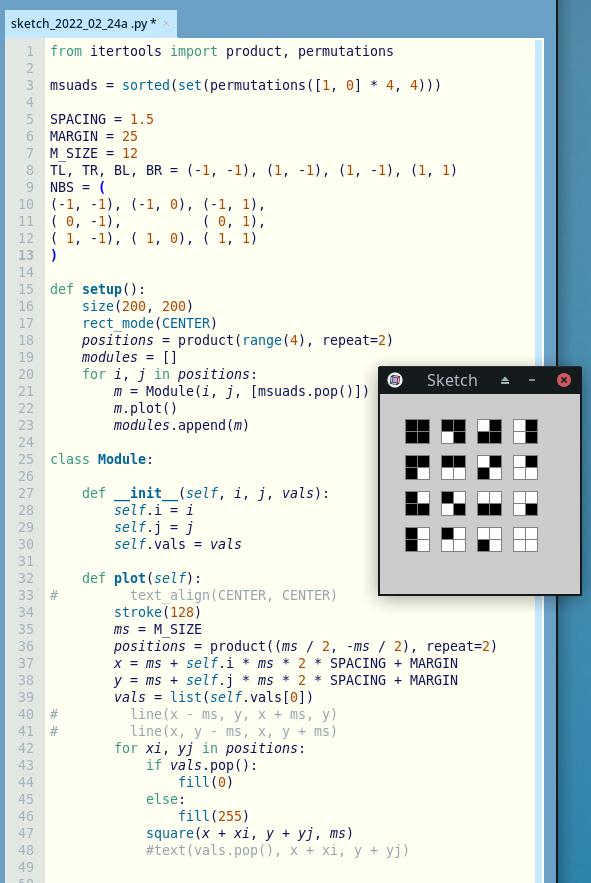 sketch_2022_02_24a .py * ×
1 from itertools import product, permutations
2
3 msuads = sorted(set(permutations([1, 0] * 4, 4)))
4
5 SPACING = 1.5
6 MARGIN = 25
7 M_SIZE = 12
8 TL, TR, BL, BR = (-1, -1), (1, -1), (1, -1), (1, 1)
9 NBS = (
10 (-1, -1), (-1, 0), (-1, 1),
11 ( 0, -1),           ( 0, 1),
12 ( 1, -1), ( 1, 0), ( 1, 1)
13 )
14
15 def setup():
16     size(200, 200)
17     rect_mode(CENTER)
18     positions = product(range(4), repeat=2)
19     modules = []
20     for i, j in positions:
21         m = Module(i, j, [msuads.pop()])
22         m.plot()
23         modules.append(m)
24
25 class Module:
26
27     def __init__(self, i, j, vals):
28         self.i = i
29         self.j = j
30         self.vals = vals
31
32     def plot(self):
33 #         text_align(CENTER, CENTER)
34         stroke(128)
35         ms = M_SIZE
36         positions = product((ms / 2, -ms / 2), repeat=2)
37         x = ms + self.i * ms * 2 * SPACING + MARGIN
38         y = ms + self.j * ms * 2 * SPACING + MARGIN
39         vals = list(self.vals[0])
40 #         line(x - ms, y, x + ms, y)
41 #         line(x, y - ms, x, y + ms)
42         for xi, yj in positions:
43             if vals.pop():
44                 fill(0)
45             else:
46                 fill(255)
47             square(x + xi, y + yj, ms)
48             #text(vals.pop(), x + xi, y + yj)
49
Sketch